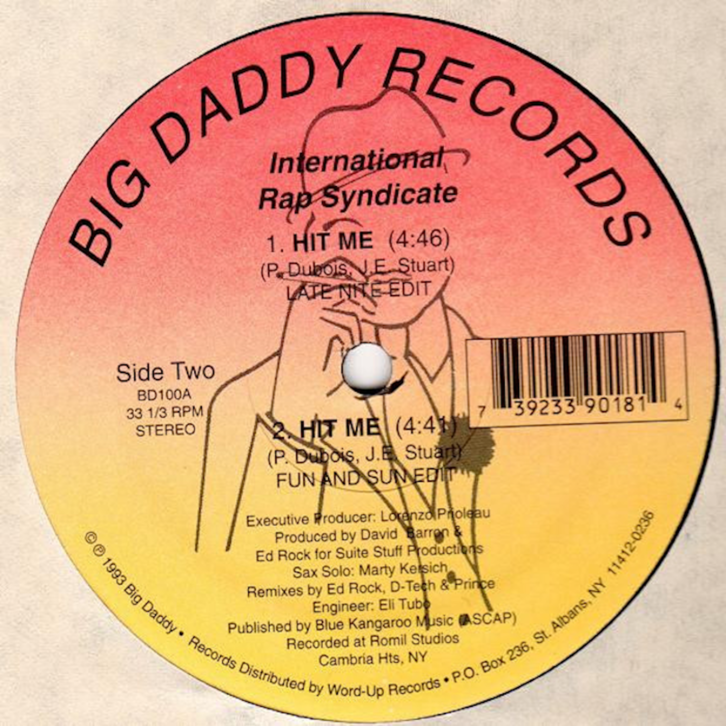 BIG DADDY RECORDS
International
Rap Syndicate
1. HIT ME (4:46)
(P. Dubois, J.E. Stuart)
LATE NITE EDIT
Side Two
BD100A
33 1/3 RPM
STEREO
7 39233 90181 4
2. HIT ME (4:41)
(P. Dubois, J.E. Stuart)
FUN AND SUN EDIT
Executive Producer: Lorenzo Prioleau
Produced by David Barron &
Ed Rock for Suite Stuff Productions
Sax Solo: Marty Kersich
Remixes by Ed Rock, D-Tech & Prince
Engineer: Eli Tubo
Published by Blue Kangaroo Music (ASCAP)
Recorded at Romil Studios
Cambria Hts, NY
© ℗ 1993 Big Daddy • Records Distributed by Word-Up Records • P.O. Box 236, St. Albans, NY 11412-0236